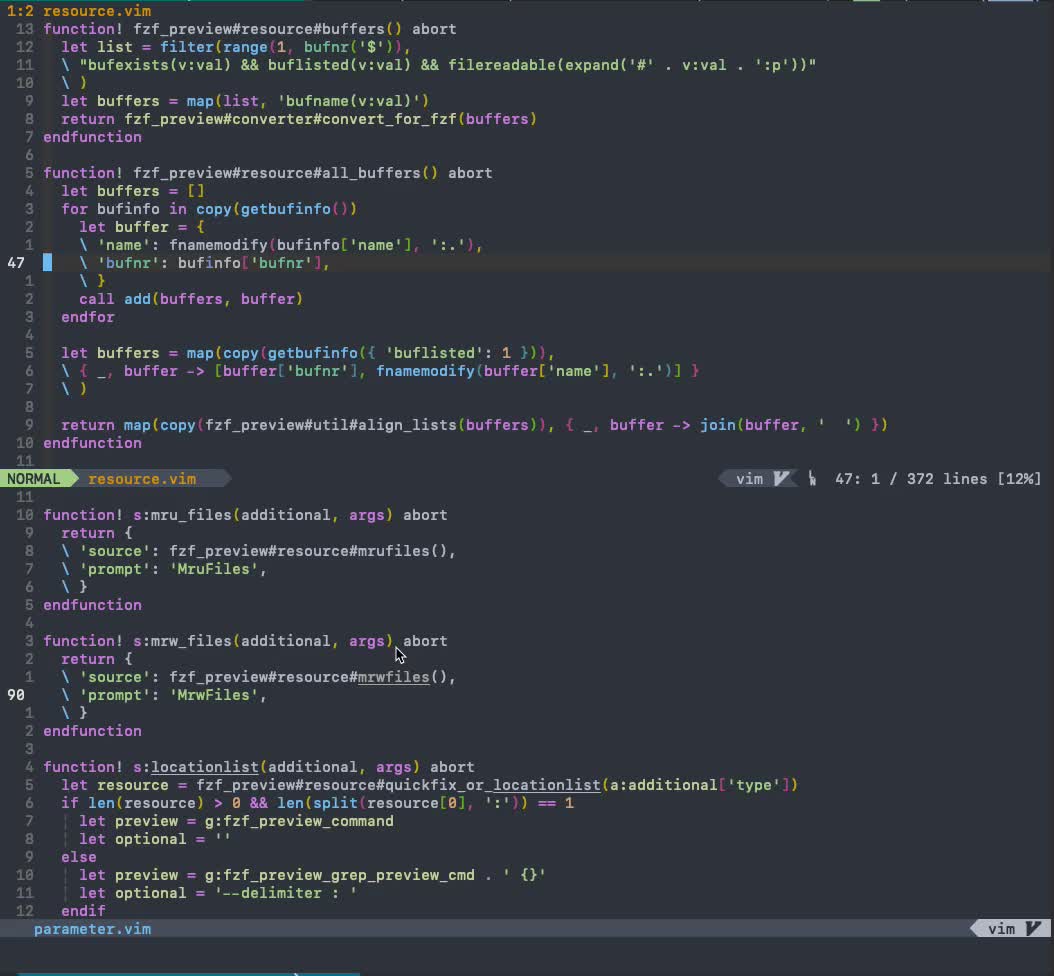 1:2 resource.vim
13 function! fzf_preview#resource#buffers() abort
12   let list = filter(range(1, bufnr('$')),
11   \ "bufexists(v:val) && buflisted(v:val) && filereadable(expand('#' . v:val . ':p'))"
10   \ )
9   let buffers = map(list, 'bufname(v:val)')
8   return fzf_preview#converter#convert_for_fzf(buffers)
7 endfunction
6
5 function! fzf_preview#resource#all_buffers() abort
4   let buffers = []
3   for bufinfo in copy(getbufinfo())
2     let buffer = {
1     \ 'name': fnamemodify(bufinfo['name'], ':.'),
47     \ 'bufnr': bufinfo['bufnr'],
1     \ }
2     call add(buffers, buffer)
3   endfor
4
5   let buffers = map(copy(getbufinfo({ 'buflisted': 1 })),
6   \ { _, buffer -> [buffer['bufnr'], fnamemodify(buffer['name'], ':.')] }
7   \ )
8
9   return map(copy(fzf_preview#util#align_lists(buffers)), { _, buffer -> join(buffer, '  ') })
10 endfunction
11
NORMAL resource.vim vim 47: 1 / 372 lines [12%]
11
10 function! s:mru_files(additional, args) abort
9   return {
8   \ 'source': fzf_preview#resource#mrufiles(),
7   \ 'prompt': 'MruFiles',
6   \ }
5 endfunction
4
3 function! s:mrw_files(additional, args) abort
2   return {
1   \ 'source': fzf_preview#resource#mrwfiles(),
90   \ 'prompt': 'MrwFiles',
1   \ }
2 endfunction
3
4 function! s:locationlist(additional, args) abort
5   let resource = fzf_preview#resource#quickfix_or_locationlist(a:additional['type'])
6   if len(resource) > 0 && len(split(resource[0], ':')) == 1
7   ¦ let preview = g:fzf_preview_command
8   ¦ let optional = ''
9   else
10   ¦ let preview = g:fzf_preview_grep_preview_cmd . ' {}'
11   ¦ let optional = '--delimiter : '
12   endif
parameter.vim vim